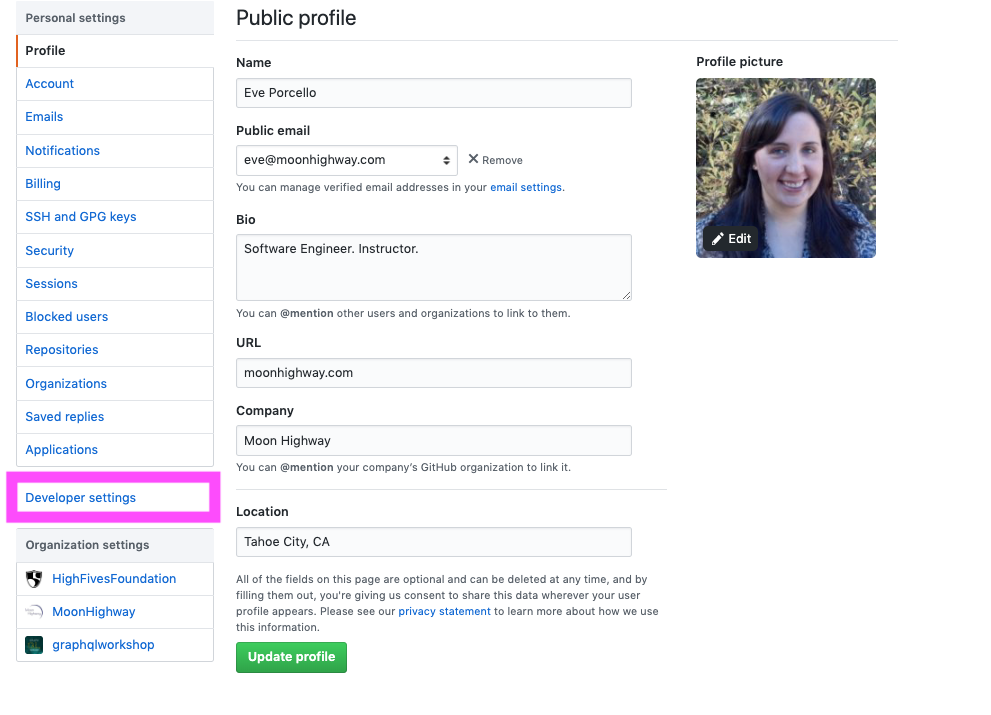 Personal settings
Profile
Account
Emails
Notifications
Billing
SSH and GPG keys
Security
Sessions
Blocked users
Repositories
Organizations
Saved replies
Applications
Developer settings
Organization settings
HighFivesFoundation
MoonHighway
graphqlworkshop
Public profile
Name
Eve Porcello
Public email
eve@moonhighway.com
Remove
You can manage verified email addresses in your email settings.
Bio
Software Engineer. Instructor.
You can @mention other users and organizations to link to them.
URL
moonhighway.com
Company
Moon Highway
You can @mention your company's GitHub organization to link it.
Location
Tahoe City, CA
All of the fields on this page are optional and can be deleted at any time, and by
filling them out, you're giving us consent to share this data wherever your user
profile appears. Please see our privacy statement to learn more about how we use
this information.
Update profile
Profile picture
Edit